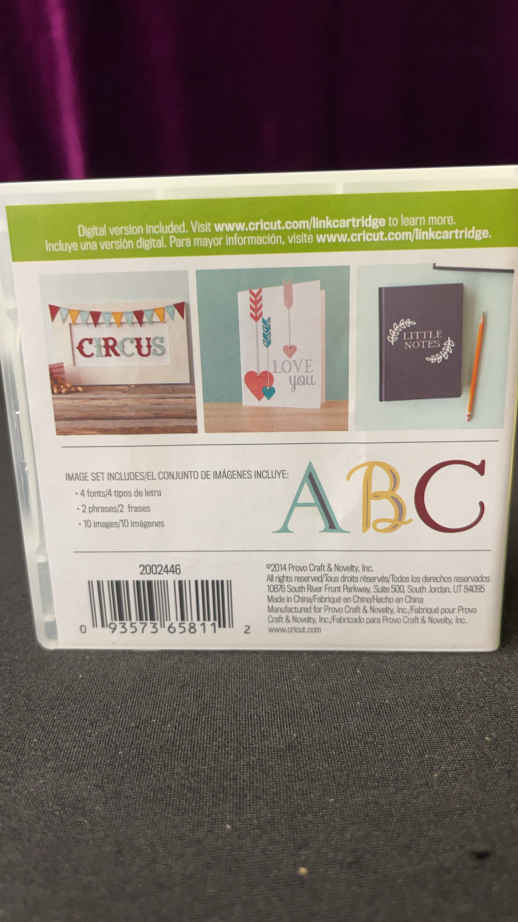 Digital version included. Visit www.cricut.com/linkcartridge to learn more.
Incluye una versión digital. Para mayor información, visite www.cricut.com/linkcartridge.
CIRCUS
LOVE
you
LITTLE
NOTES
IMAGE SET INCLUDES/EL CONJUNTO DE IMÁGENES INCLUYE:
• 4 fonts/4 tipos de letra
• 2 phrases/2 frases
• 10 images/10 imágenes
ABC
2002446
0 93573 65811 2
©2014 Provo Craft & Novelty, Inc.
All rights reserved/Tous droits réservés/Todos los derechos reservados.
10876 South River Front Parkway, Suite 500, South Jordan, UT 84095
Made in China/Fabriqué en Chine/Hecho en China
Manufactured for Provo Craft & Novelty, Inc./Fabriqué pour Provo
Craft & Novelty, Inc./Fabricado para Provo Craft & Novelty, Inc.
www.cricut.com